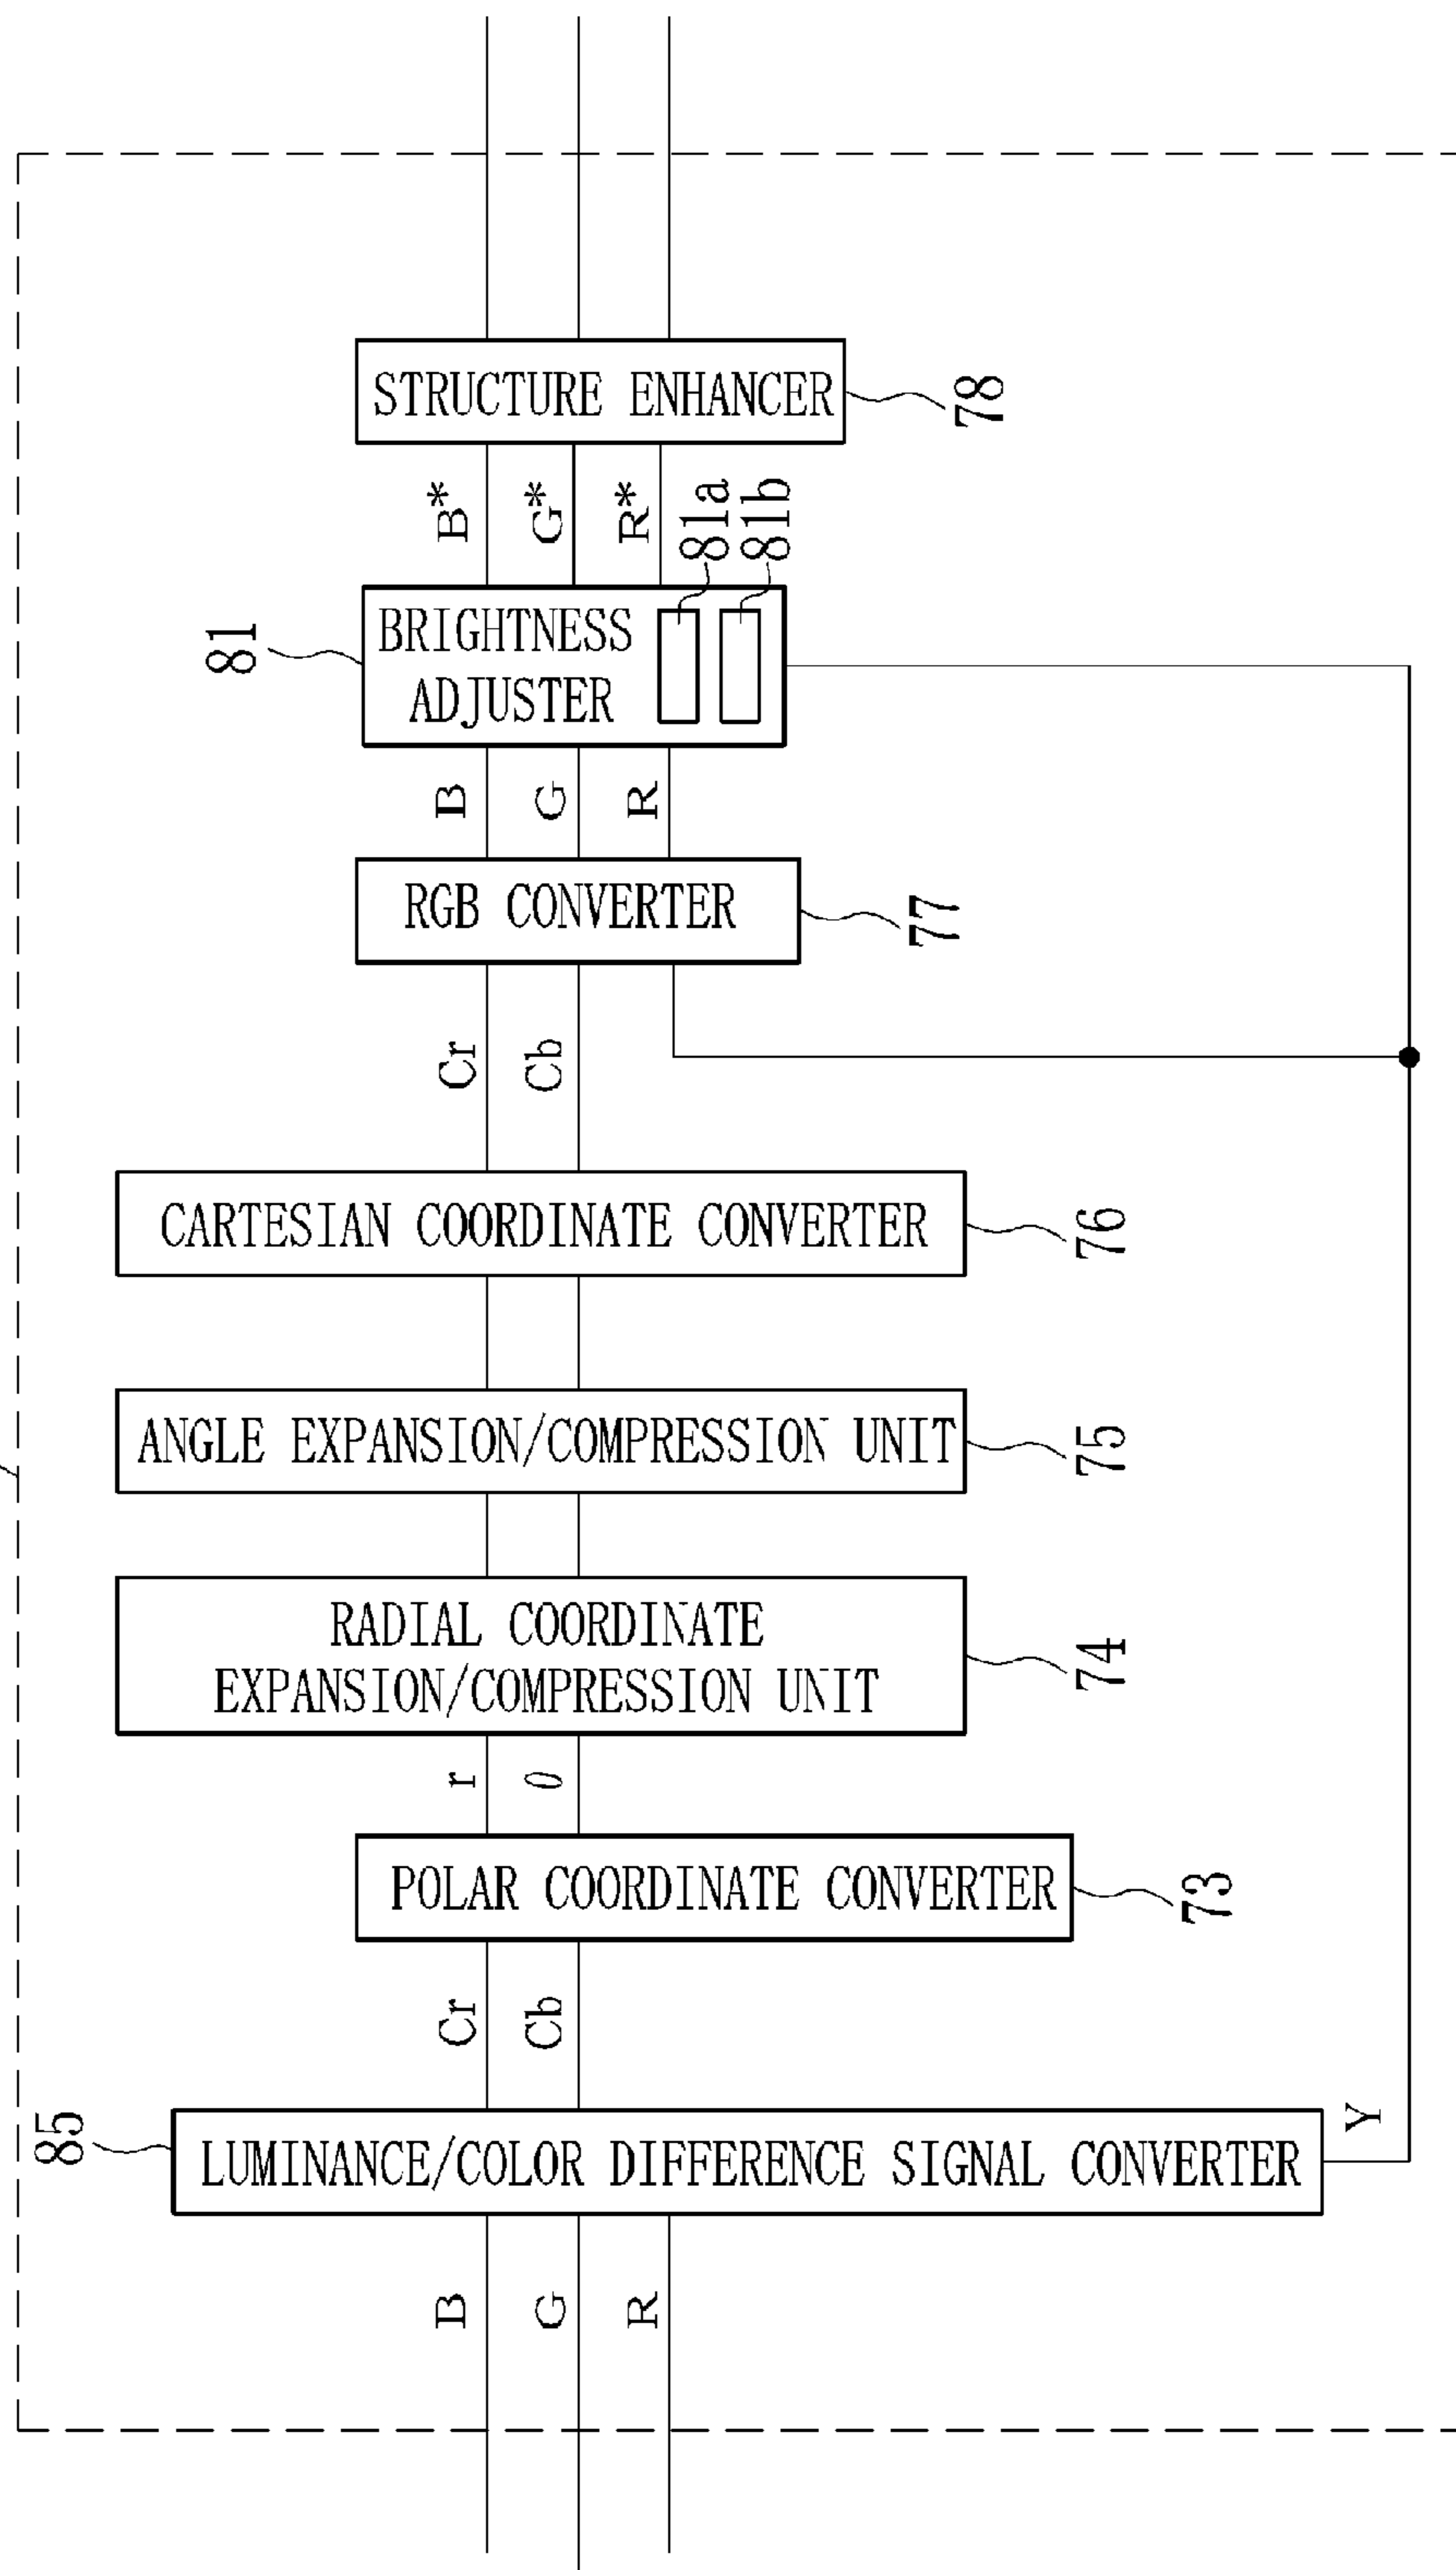 STRUCTURE ENHANCER
78
B*
G*
R*
81a
81b
81
BRIGHTNESS
ADJUSTER
B
G
R
RGB CONVERTER
77
Cr
Cb
CARTESIAN COORDINATE CONVERTER
76
ANGLE EXPANSION/COMPRESSION UNIT
75
RADIAL COORDINATE
EXPANSION/COMPRESSION UNIT
74
r
θ
POLAR COORDINATE CONVERTER
73
Cr
Cb
85
Y
LUMINANCE/COLOR DIFFERENCE SIGNAL CONVERTER
B
G
R